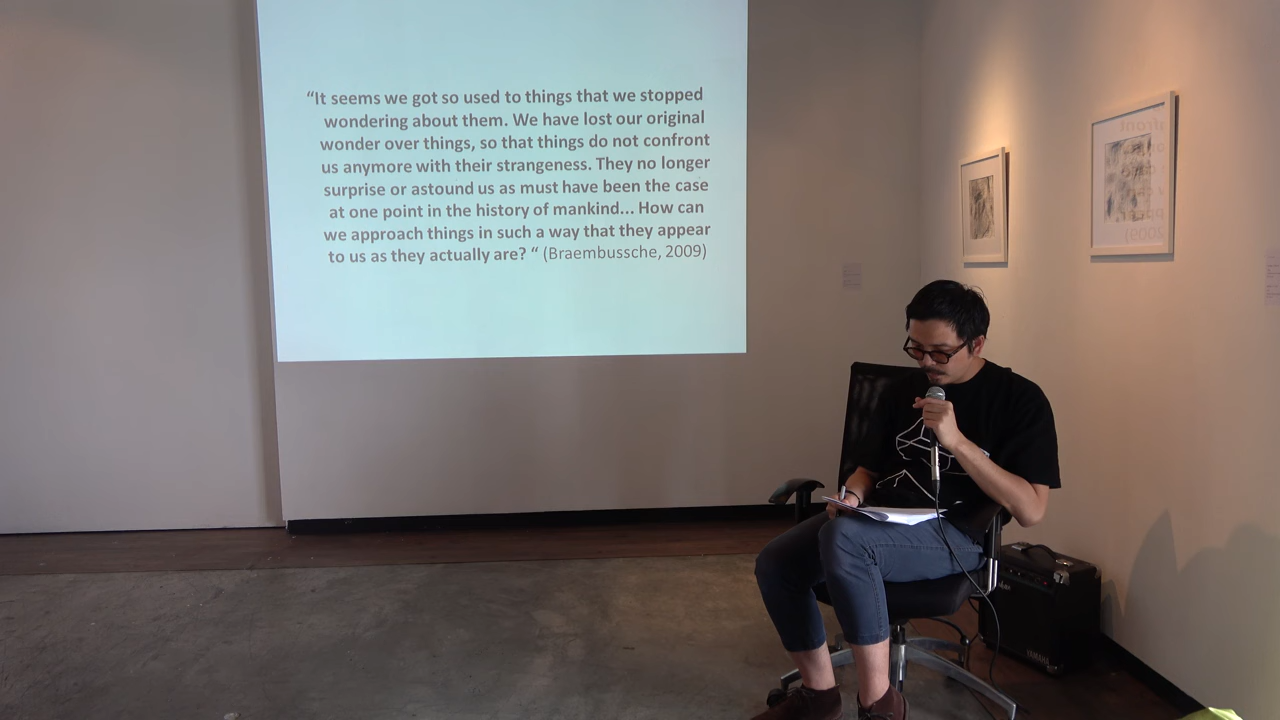 “It seems we got so used to things that we stopped
wondering about them. We have lost our original
wonder over things, so that things do not confront
us anymore with their strangeness. They no longer
surprise or astound us as must have been the case
at one point in the history of mankind... How can
we approach things in such a way that they appear
to us as they actually are? “ (Braembussche, 2009)
YAMAHA